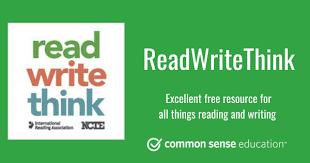 read
write
think
International
Reading Association
NCTE
ReadWriteThink
Excellent free resource for
all things reading and writing
common sense education®